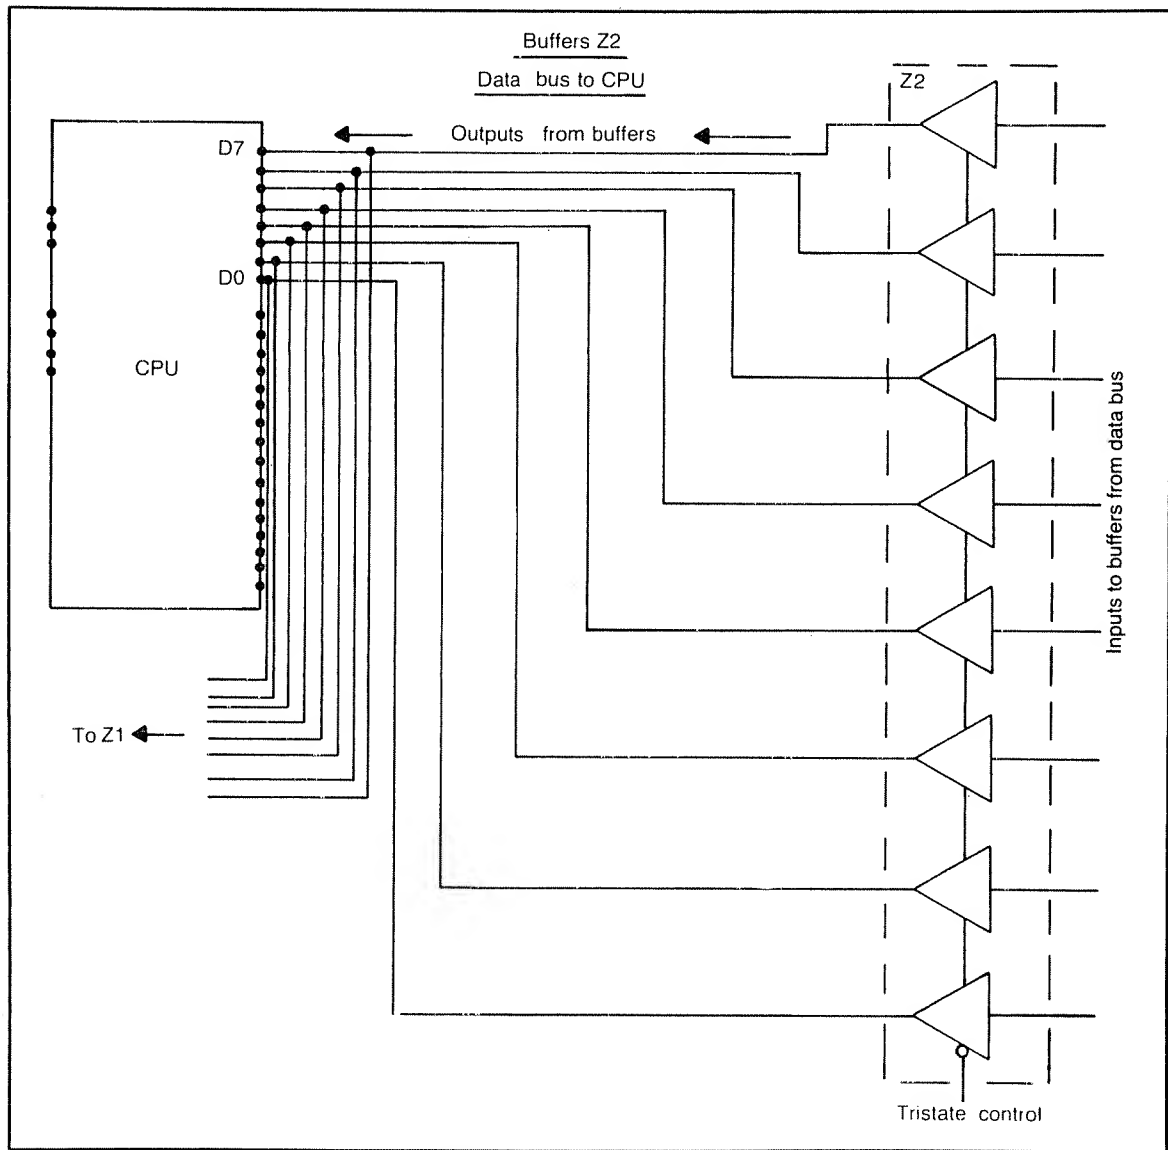 Buffers Z2
Data bus to CPU
Z2
Outputs from buffers
D7
D0
CPU
Inputs to buffers from data bus
To Z1
Tristate control